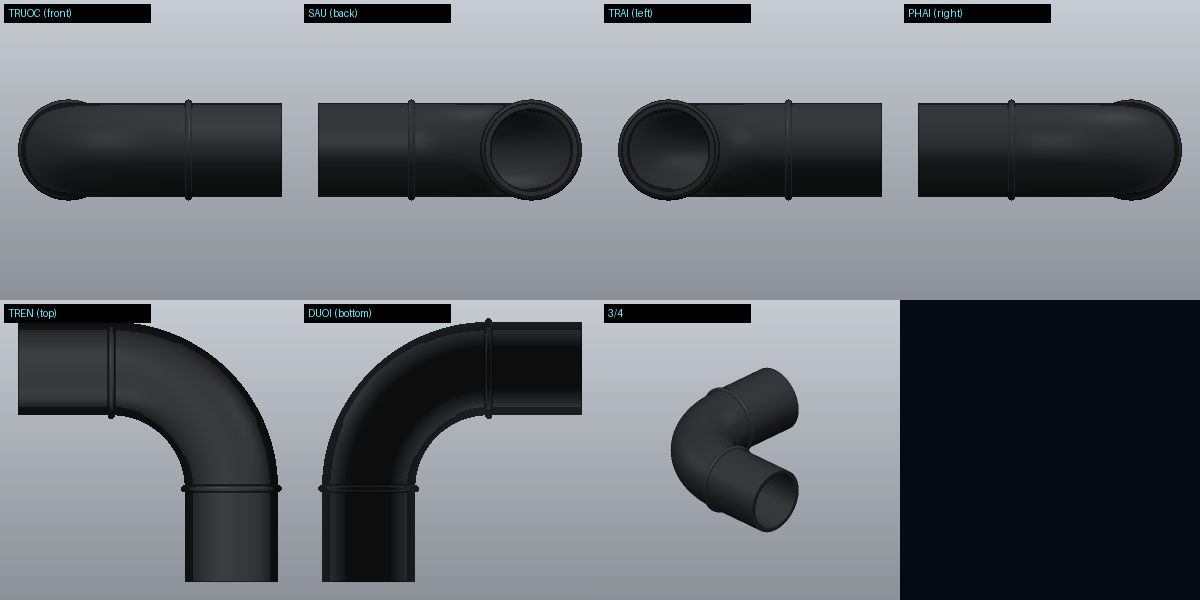 TRUOC (front)
SAU (back)
TRAI (left)
PHAI (right)
TREN (top)
DUOI (bottom)
3/4